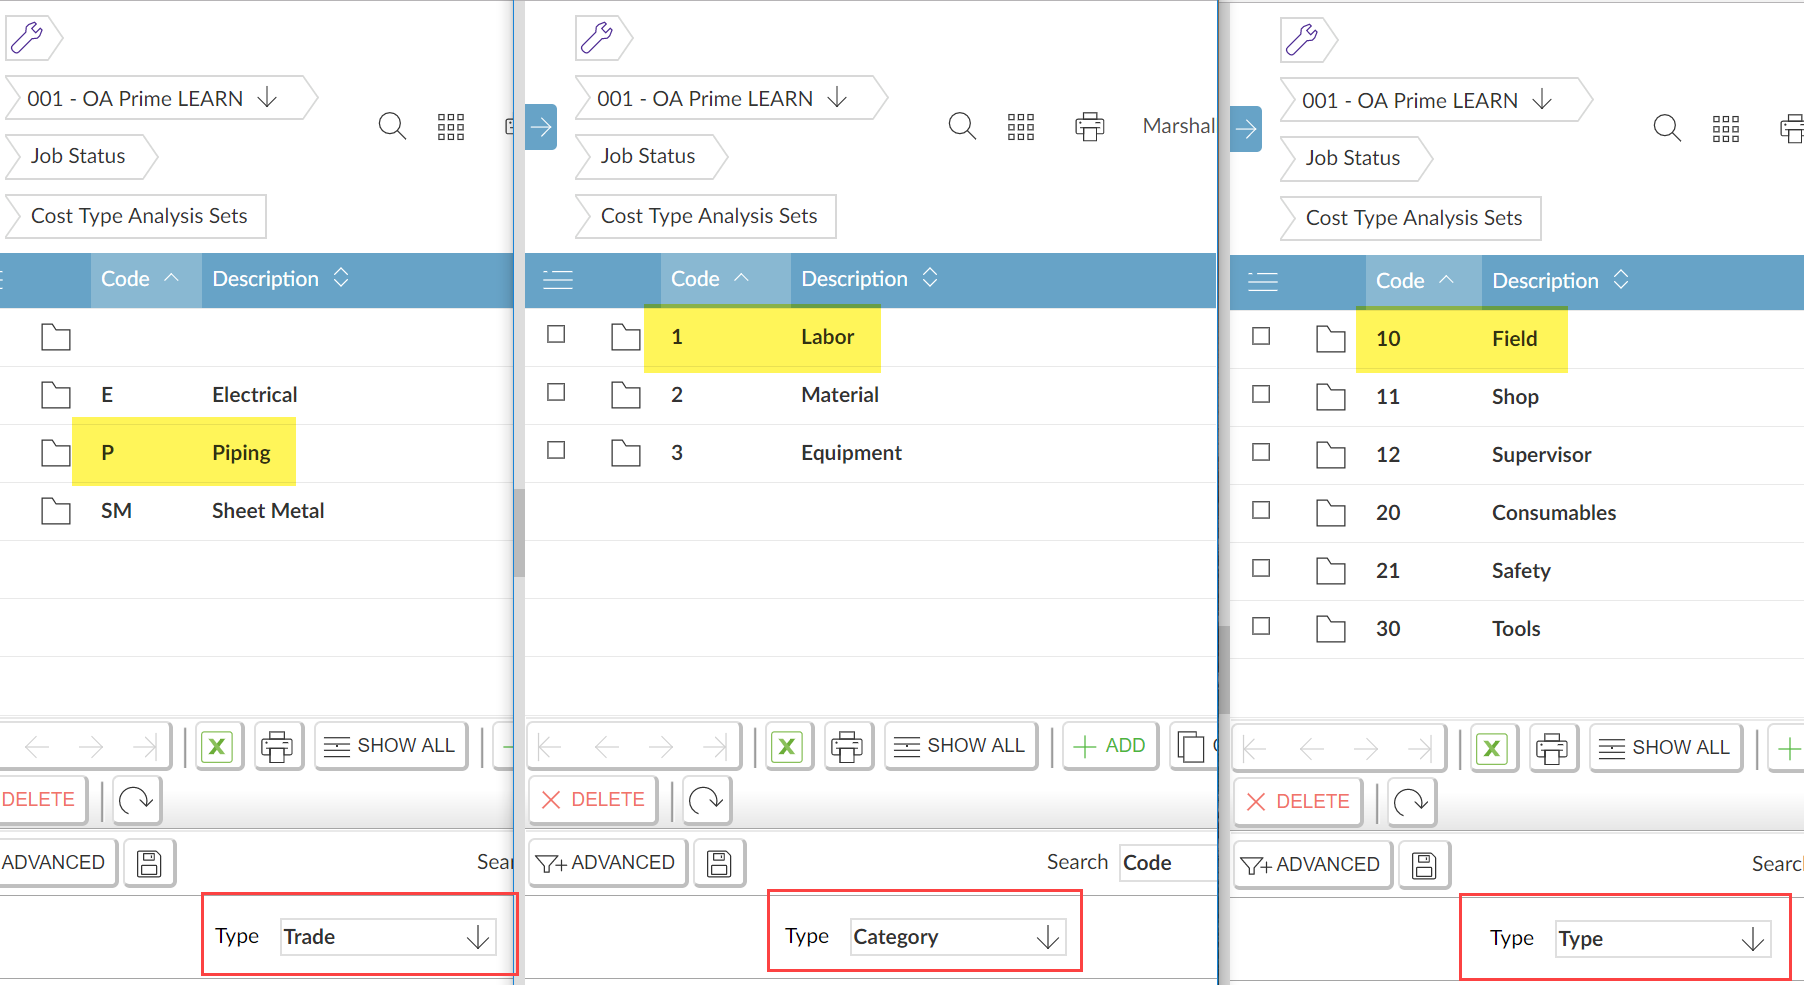 001 - OA Prime LEARN
Job Status
Cost Type Analysis Sets
Code Description
E Electrical
P Piping
SM Sheet Metal
SHOW ALL
DELETE
ADVANCED
Type Trade
001 - OA Prime LEARN
Marshal
Job Status
Cost Type Analysis Sets
Code Description
1 Labor
2 Material
3 Equipment
SHOW ALL ADD
DELETE
ADVANCED Search Code
Type Category
001 - OA Prime LEARN
Job Status
Cost Type Analysis Sets
Code Description
10 Field
11 Shop
12 Supervisor
20 Consumables
21 Safety
30 Tools
SHOW ALL
DELETE
ADVANCED
Type Type